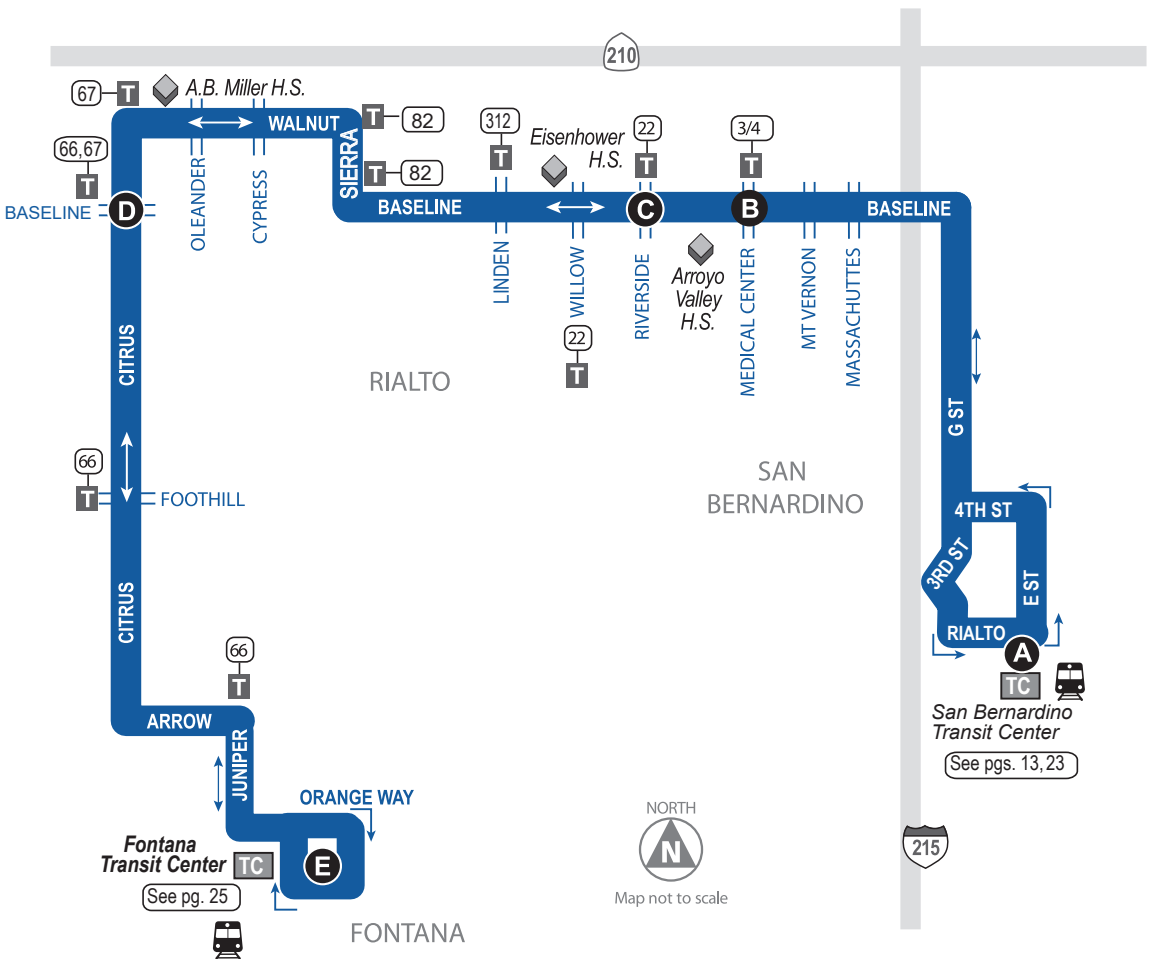 210
67
T
A.B. Miller H.S.
WALNUT
T
82
66,67
T
BASELINE
D
OLEANDER
CYPRESS
SIERRA
T
82
312
T
Eisenhower
H.S.
22
T
3/4
T
BASELINE
C
B
BASELINE
LINDEN
WILLOW
RIVERSIDE
Arroyo
Valley
H.S.
MEDICAL CENTER
MT VERNON
MASSACHUTTES
22
T
CITRUS
RIALTO
G ST
66
T
FOOTHILL
SAN
BERNARDINO
4TH ST
3RD ST
E ST
RIALTO
A
TC
San Bernardino
Transit Center
See pgs. 13,23
CITRUS
66
T
ARROW
JUNIPER
ORANGE WAY
Fontana
Transit Center
TC
E
See pg. 25
FONTANA
NORTH
N
Map not to scale
215